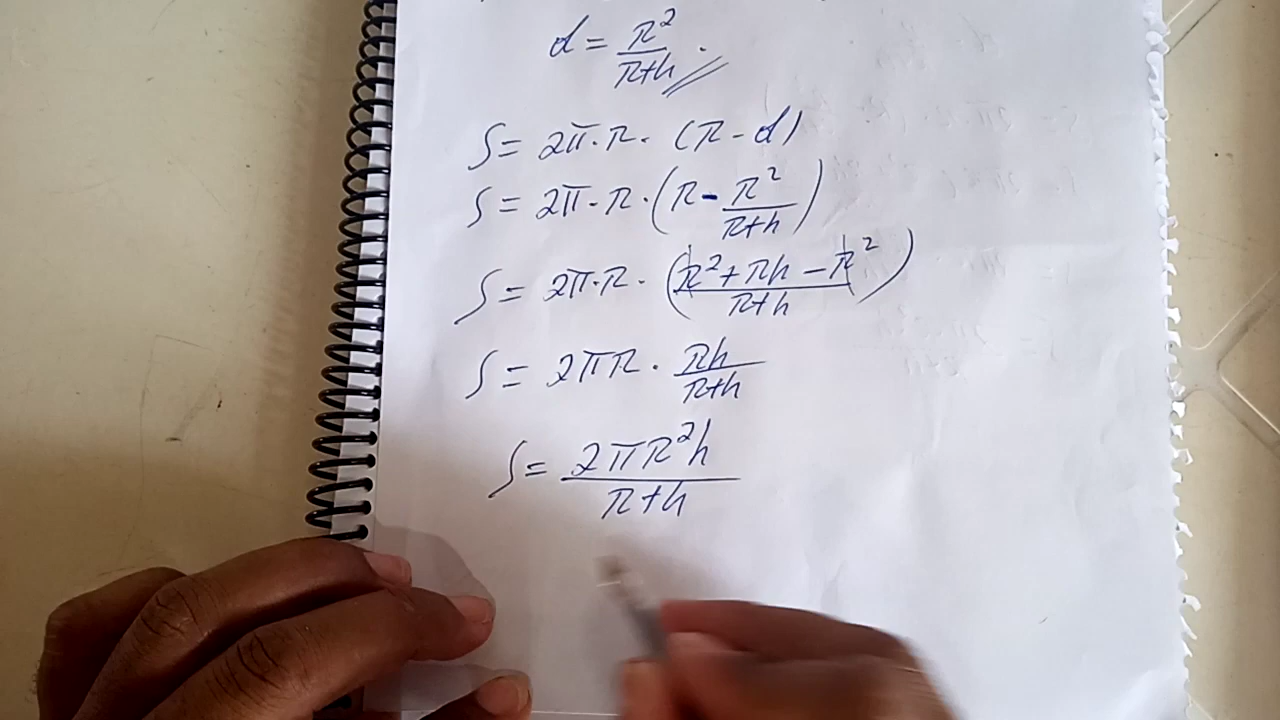 d = R²/(R+h).
S = 2π·R·(R-d)
S = 2π·R·(R - R²/(R+h))
S = 2π·R·((R²+Rh-R²)/(R+h))
S = 2πR·Rh/(R+h)
S = 2πR²h/(R+h)